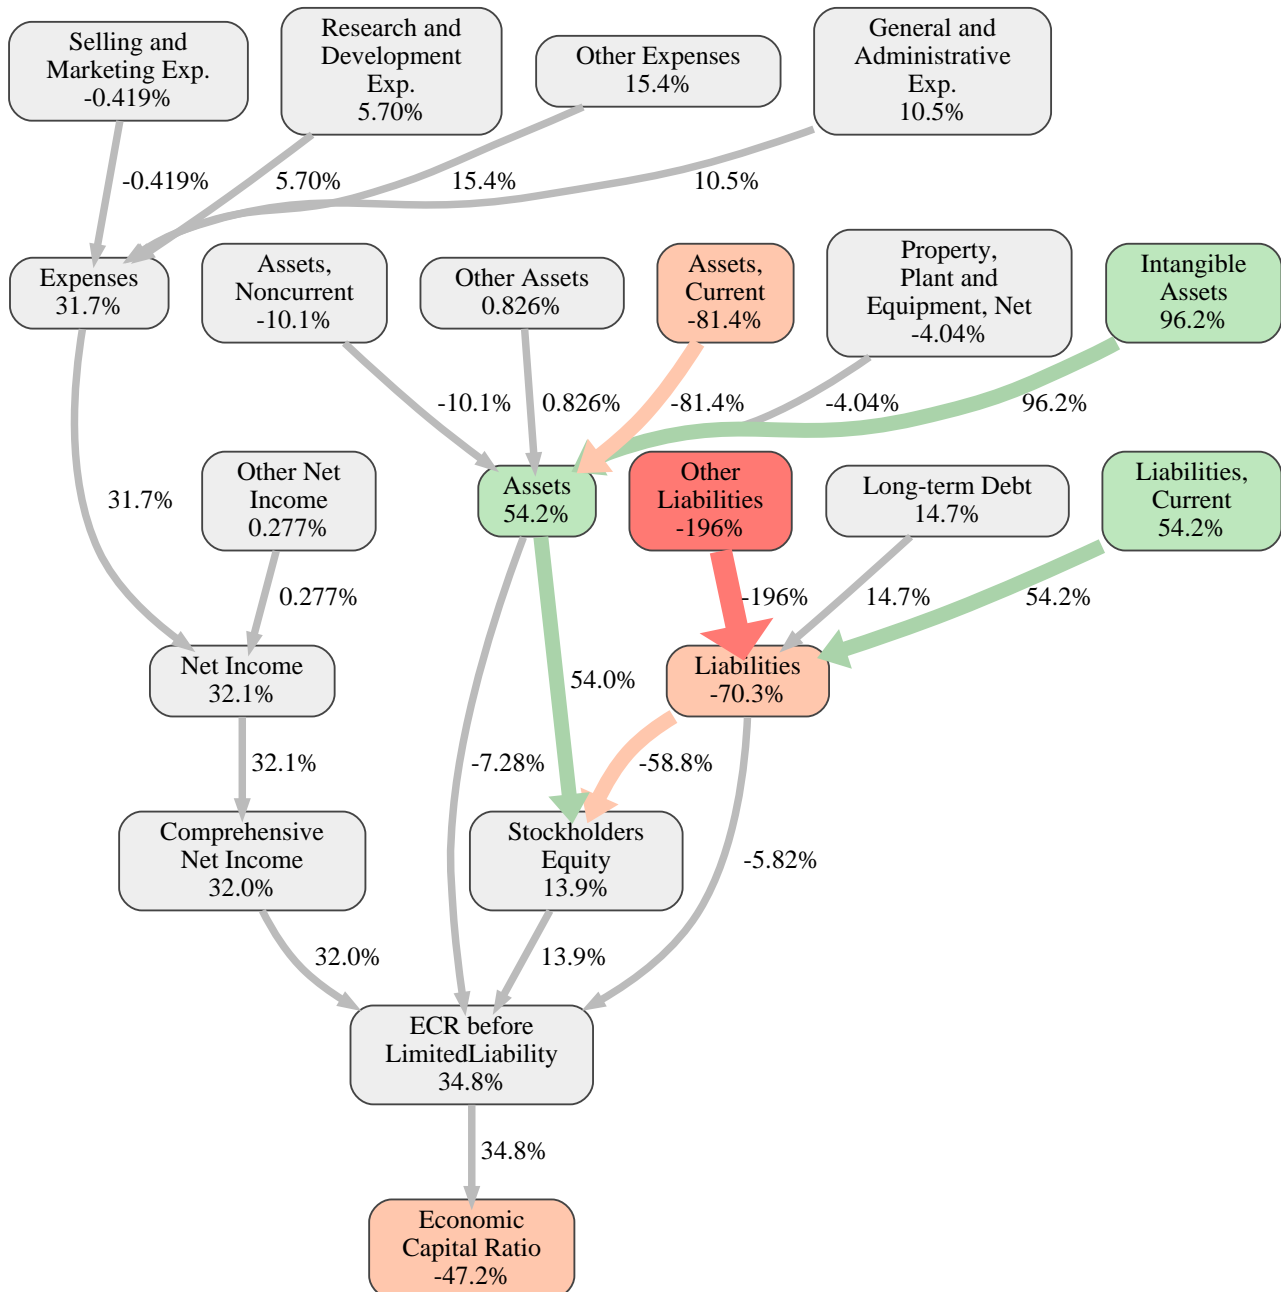 Selling and
Marketing Exp.
-0.419%
Research and
Development
Exp.
5.70%
Other Expenses
15.4%
General and
Administrative
Exp.
10.5%
-0.419%
5.70%
15.4%
10.5%
Expenses
31.7%
Assets,
Noncurrent
-10.1%
Other Assets
0.826%
Assets,
Current
-81.4%
Property,
Plant and
Equipment, Net
-4.04%
Intangible
Assets
96.2%
-10.1%
0.826%
-81.4%
-4.04%
96.2%
31.7%
Other Net
Income
0.277%
Assets
54.2%
Other
Liabilities
-196%
Long-term Debt
14.7%
Liabilities,
Current
54.2%
0.277%
-196%
14.7%
54.2%
Net Income
32.1%
54.0%
Liabilities
-70.3%
32.1%
-7.28%
-58.8%
Comprehensive
Net Income
32.0%
Stockholders
Equity
13.9%
-5.82%
32.0%
13.9%
ECR before
LimitedLiability
34.8%
34.8%
Economic
Capital Ratio
-47.2%